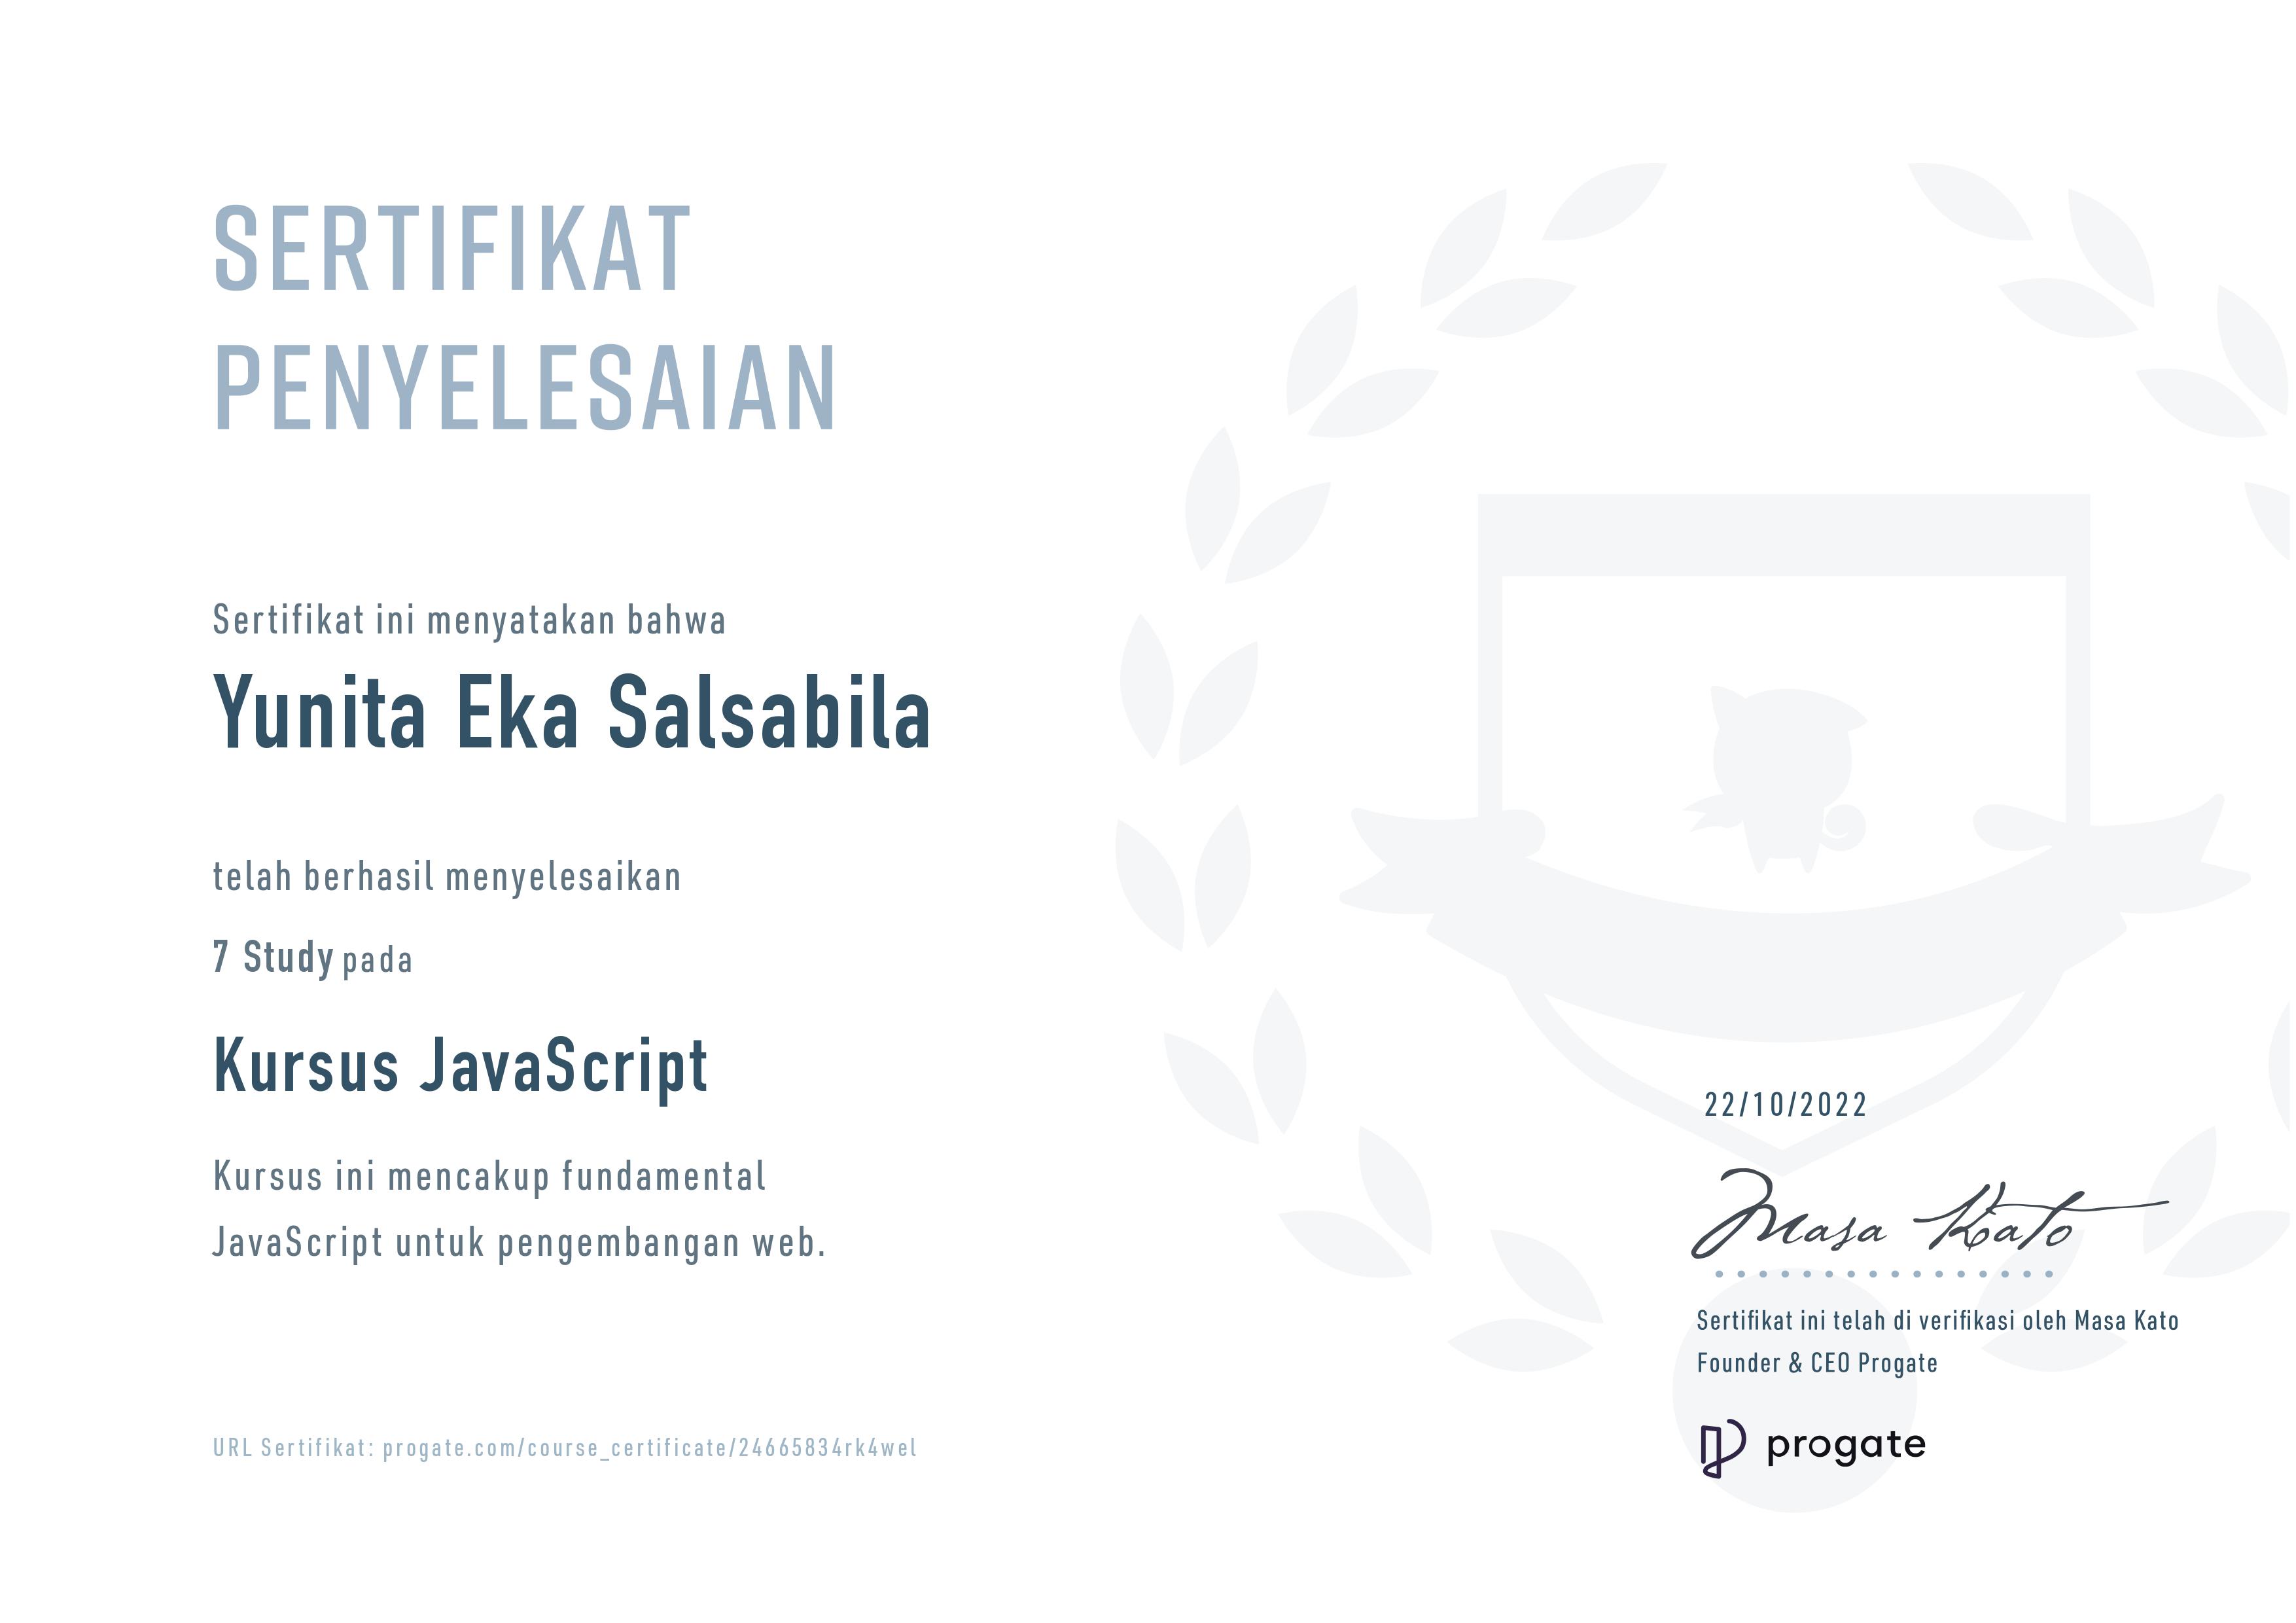 SERTIFIKAT
PENYELESAIAN
Sertifikat ini menyatakan bahwa
Yunita Eka Salsabila
telah berhasil menyelesaikan
7 Study pada
Kursus JavaScript
Kursus ini mencakup fundamental
JavaScript untuk pengembangan web.
URL Sertifikat: progate.com/course_certificate/24665834rk4wel
22/10/2022
Masa Kato
Sertifikat ini telah di verifikasi oleh Masa Kato
Founder & CEO Progate
progate